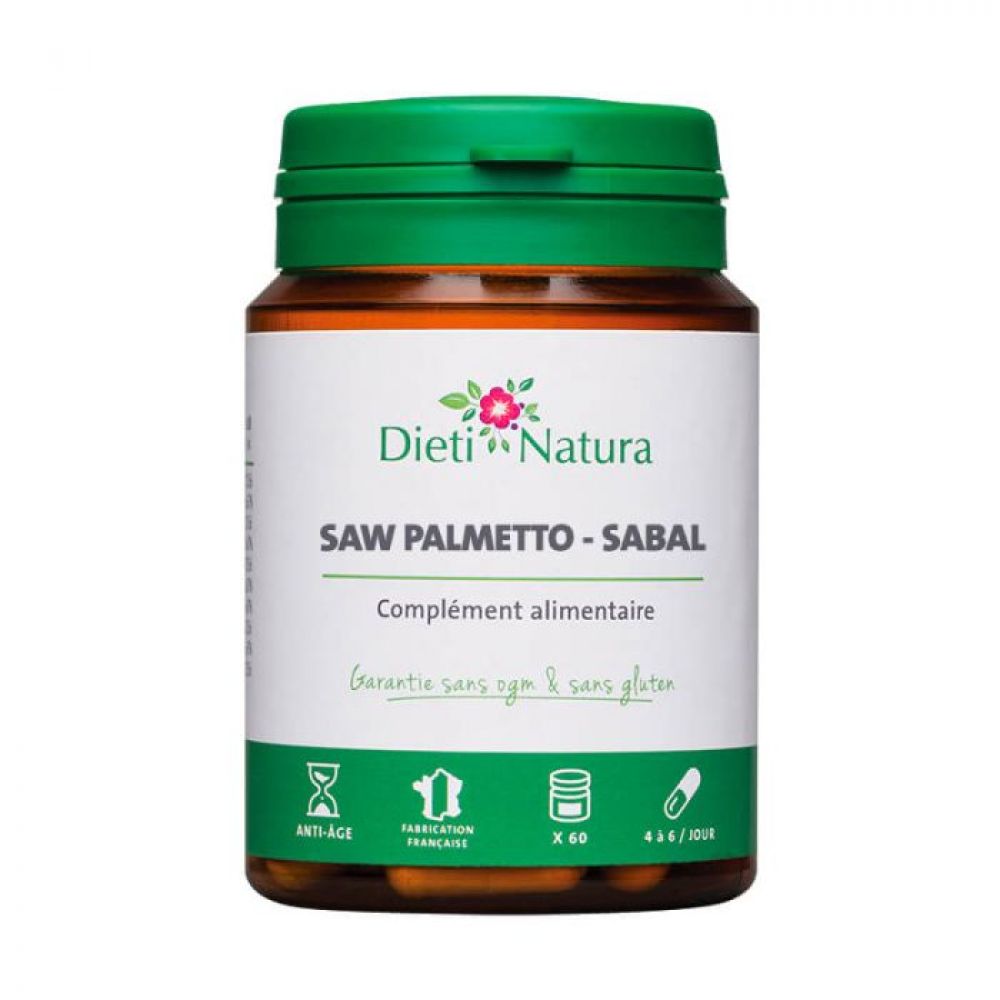 Dieti Natura
SAW PALMETTO - SABAL
Complément alimentaire
Garantie sans ogm & sans gluten
ANTI-ÂGE
FABRICATION
FRANÇAISE
X 60
4 à 6 / JOUR